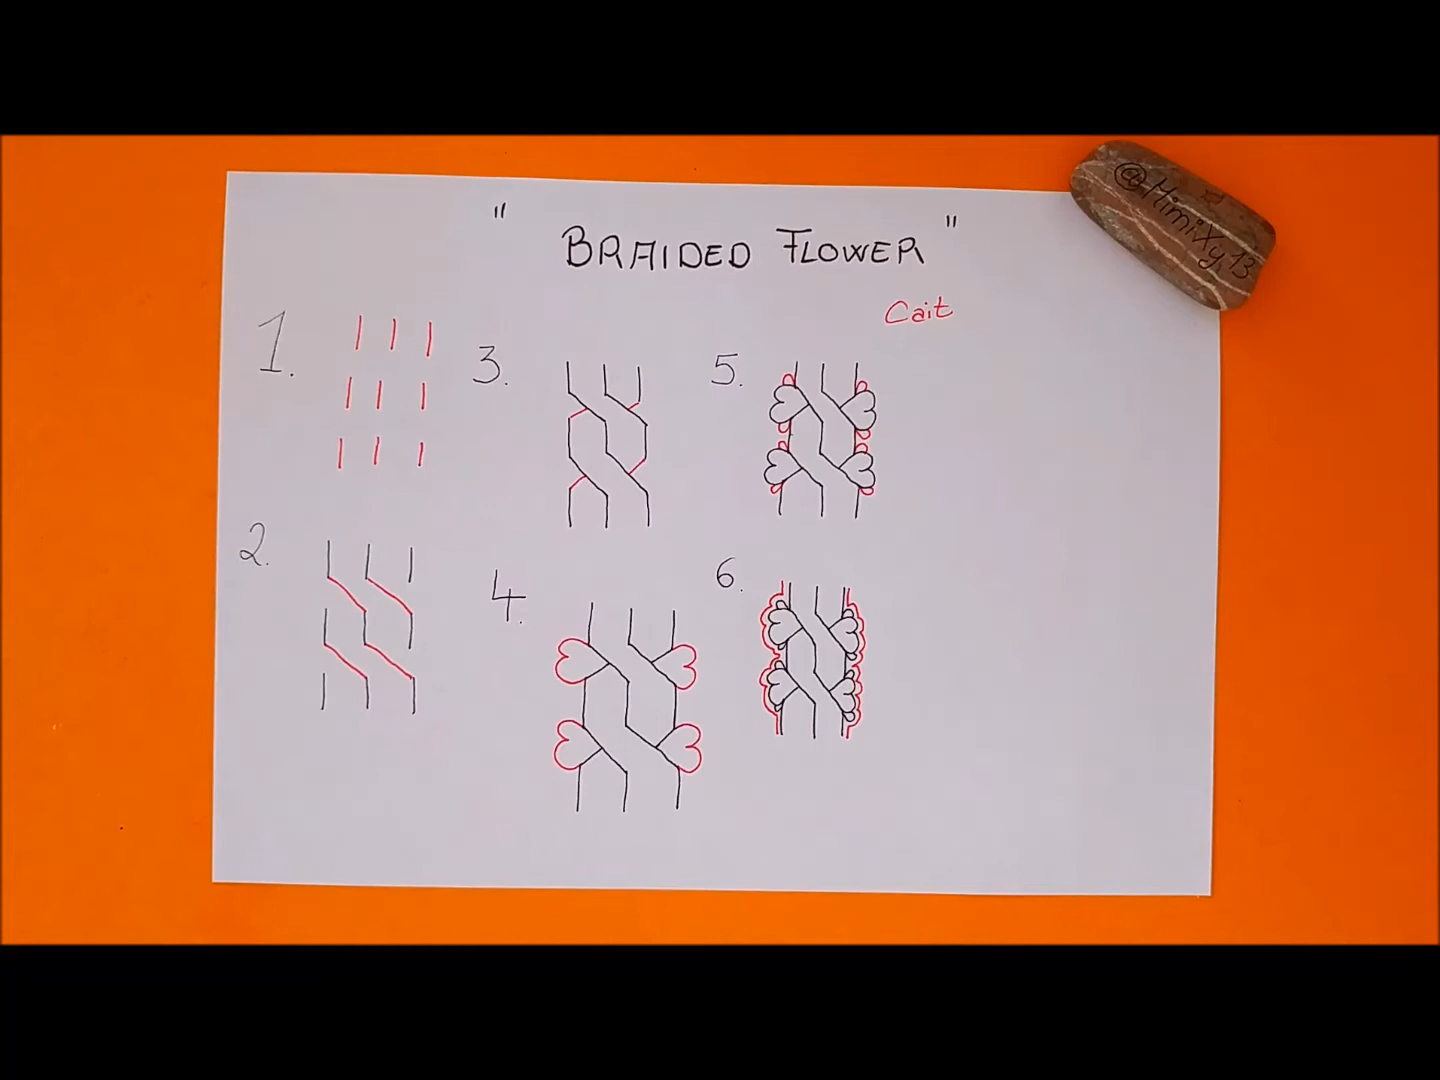 " BRAIDED FLOWER "
Cait
1.
2.
3.
4.
5.
6.
@MimiXy13